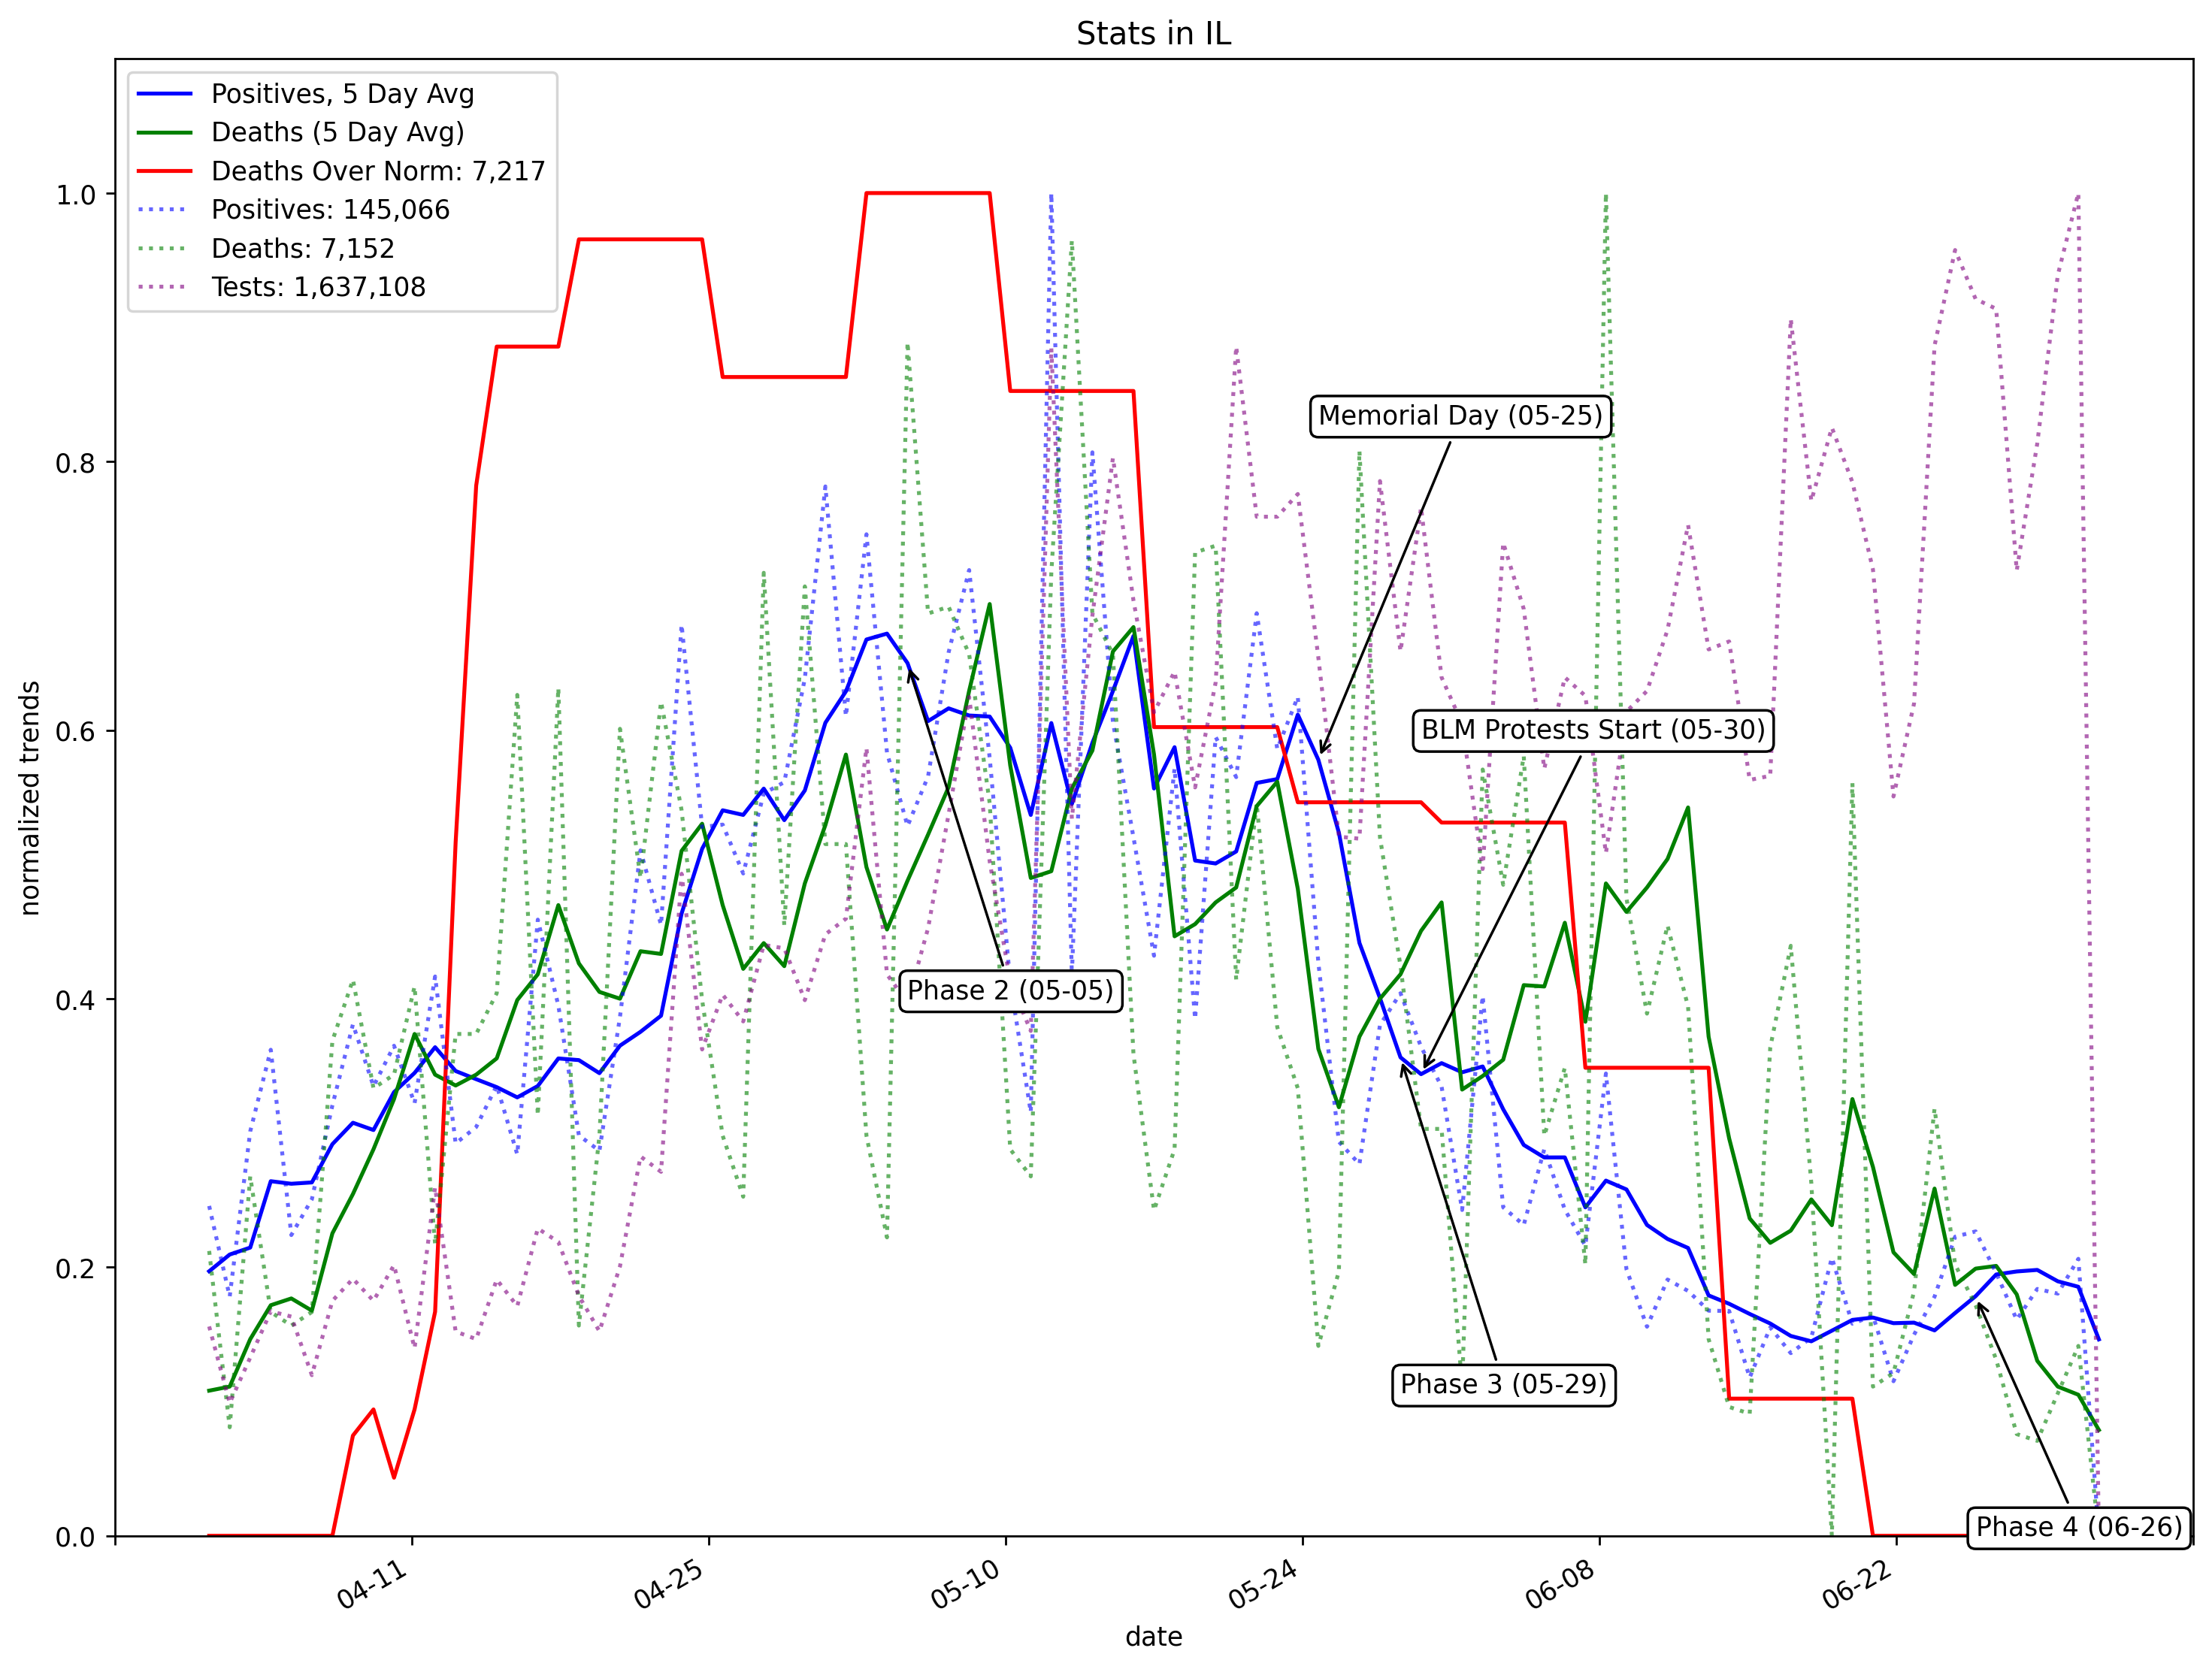 Stats in IL
Positives, 5 Day Avg
Deaths (5 Day Avg)
Deaths Over Norm: 7,217
Positives: 145,066
Deaths: 7,152
Tests: 1,637,108
normalized trends
1.0
0.8
0.6
0.4
0.2
0.0
Memorial Day (05-25)
BLM Protests Start (05-30)
Phase 2 (05-05)
Phase 3 (05-29)
Phase 4 (06-26)
04-11
04-25
05-10
05-24
06-08
06-22
date